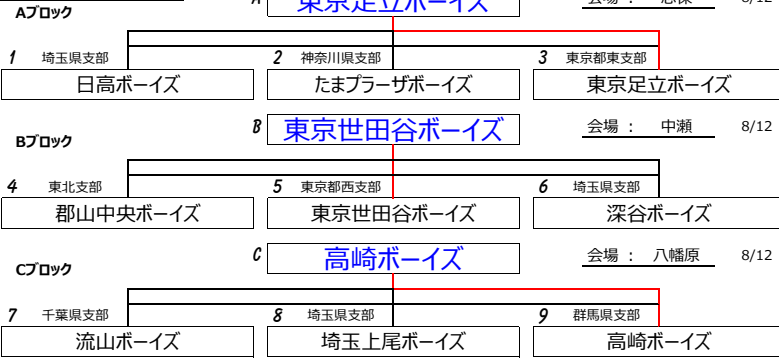 A 東京足立ボーイズ 8/12
Aブロック
1 埼玉県支部 2 神奈川県支部 3 東京都東支部
日高ボーイズ たまプラーザボーイズ 東京足立ボーイズ
B 東京世田谷ボーイズ 会場 : 中瀬 8/12
Bブロック
4 東北支部 5 東京都西支部 6 埼玉県支部
郡山中央ボーイズ 東京世田谷ボーイズ 深谷ボーイズ
C 高崎ボーイズ 会場 : 八幡原 8/12
Cブロック
7 千葉県支部 8 埼玉県支部 9 群馬県支部
流山ボーイズ 埼玉上尾ボーイズ 高崎ボーイズ